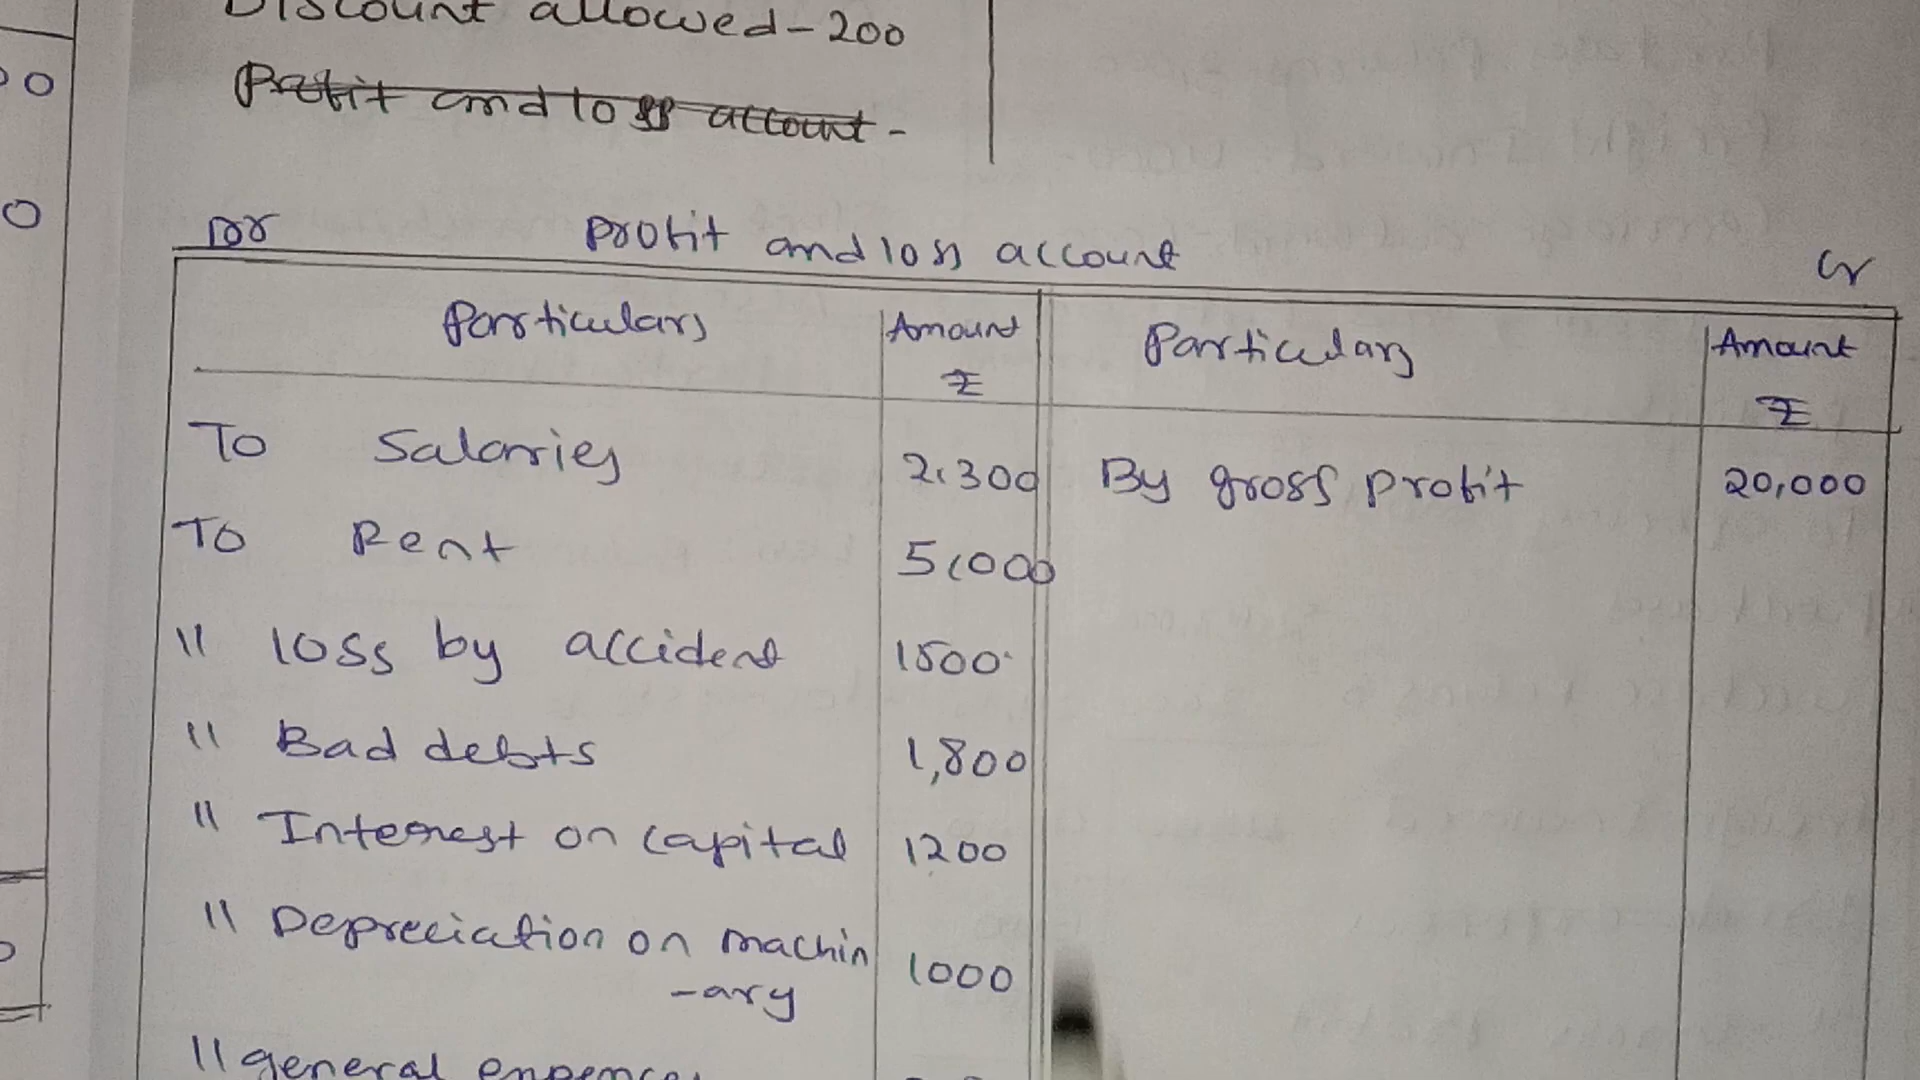 Discount allowed-200
Profit and loss account-
Dr Profit and loss account Cr
Particulars Amount ₹ Particulars Amount ₹
To Salaries 2,300 By gross profit 20,000
To Rent 5,000
" loss by accident 1500
" Bad debts 1,800
" Interest on capital 1200
" Depreciation on machin
-ary 1000
" general expences